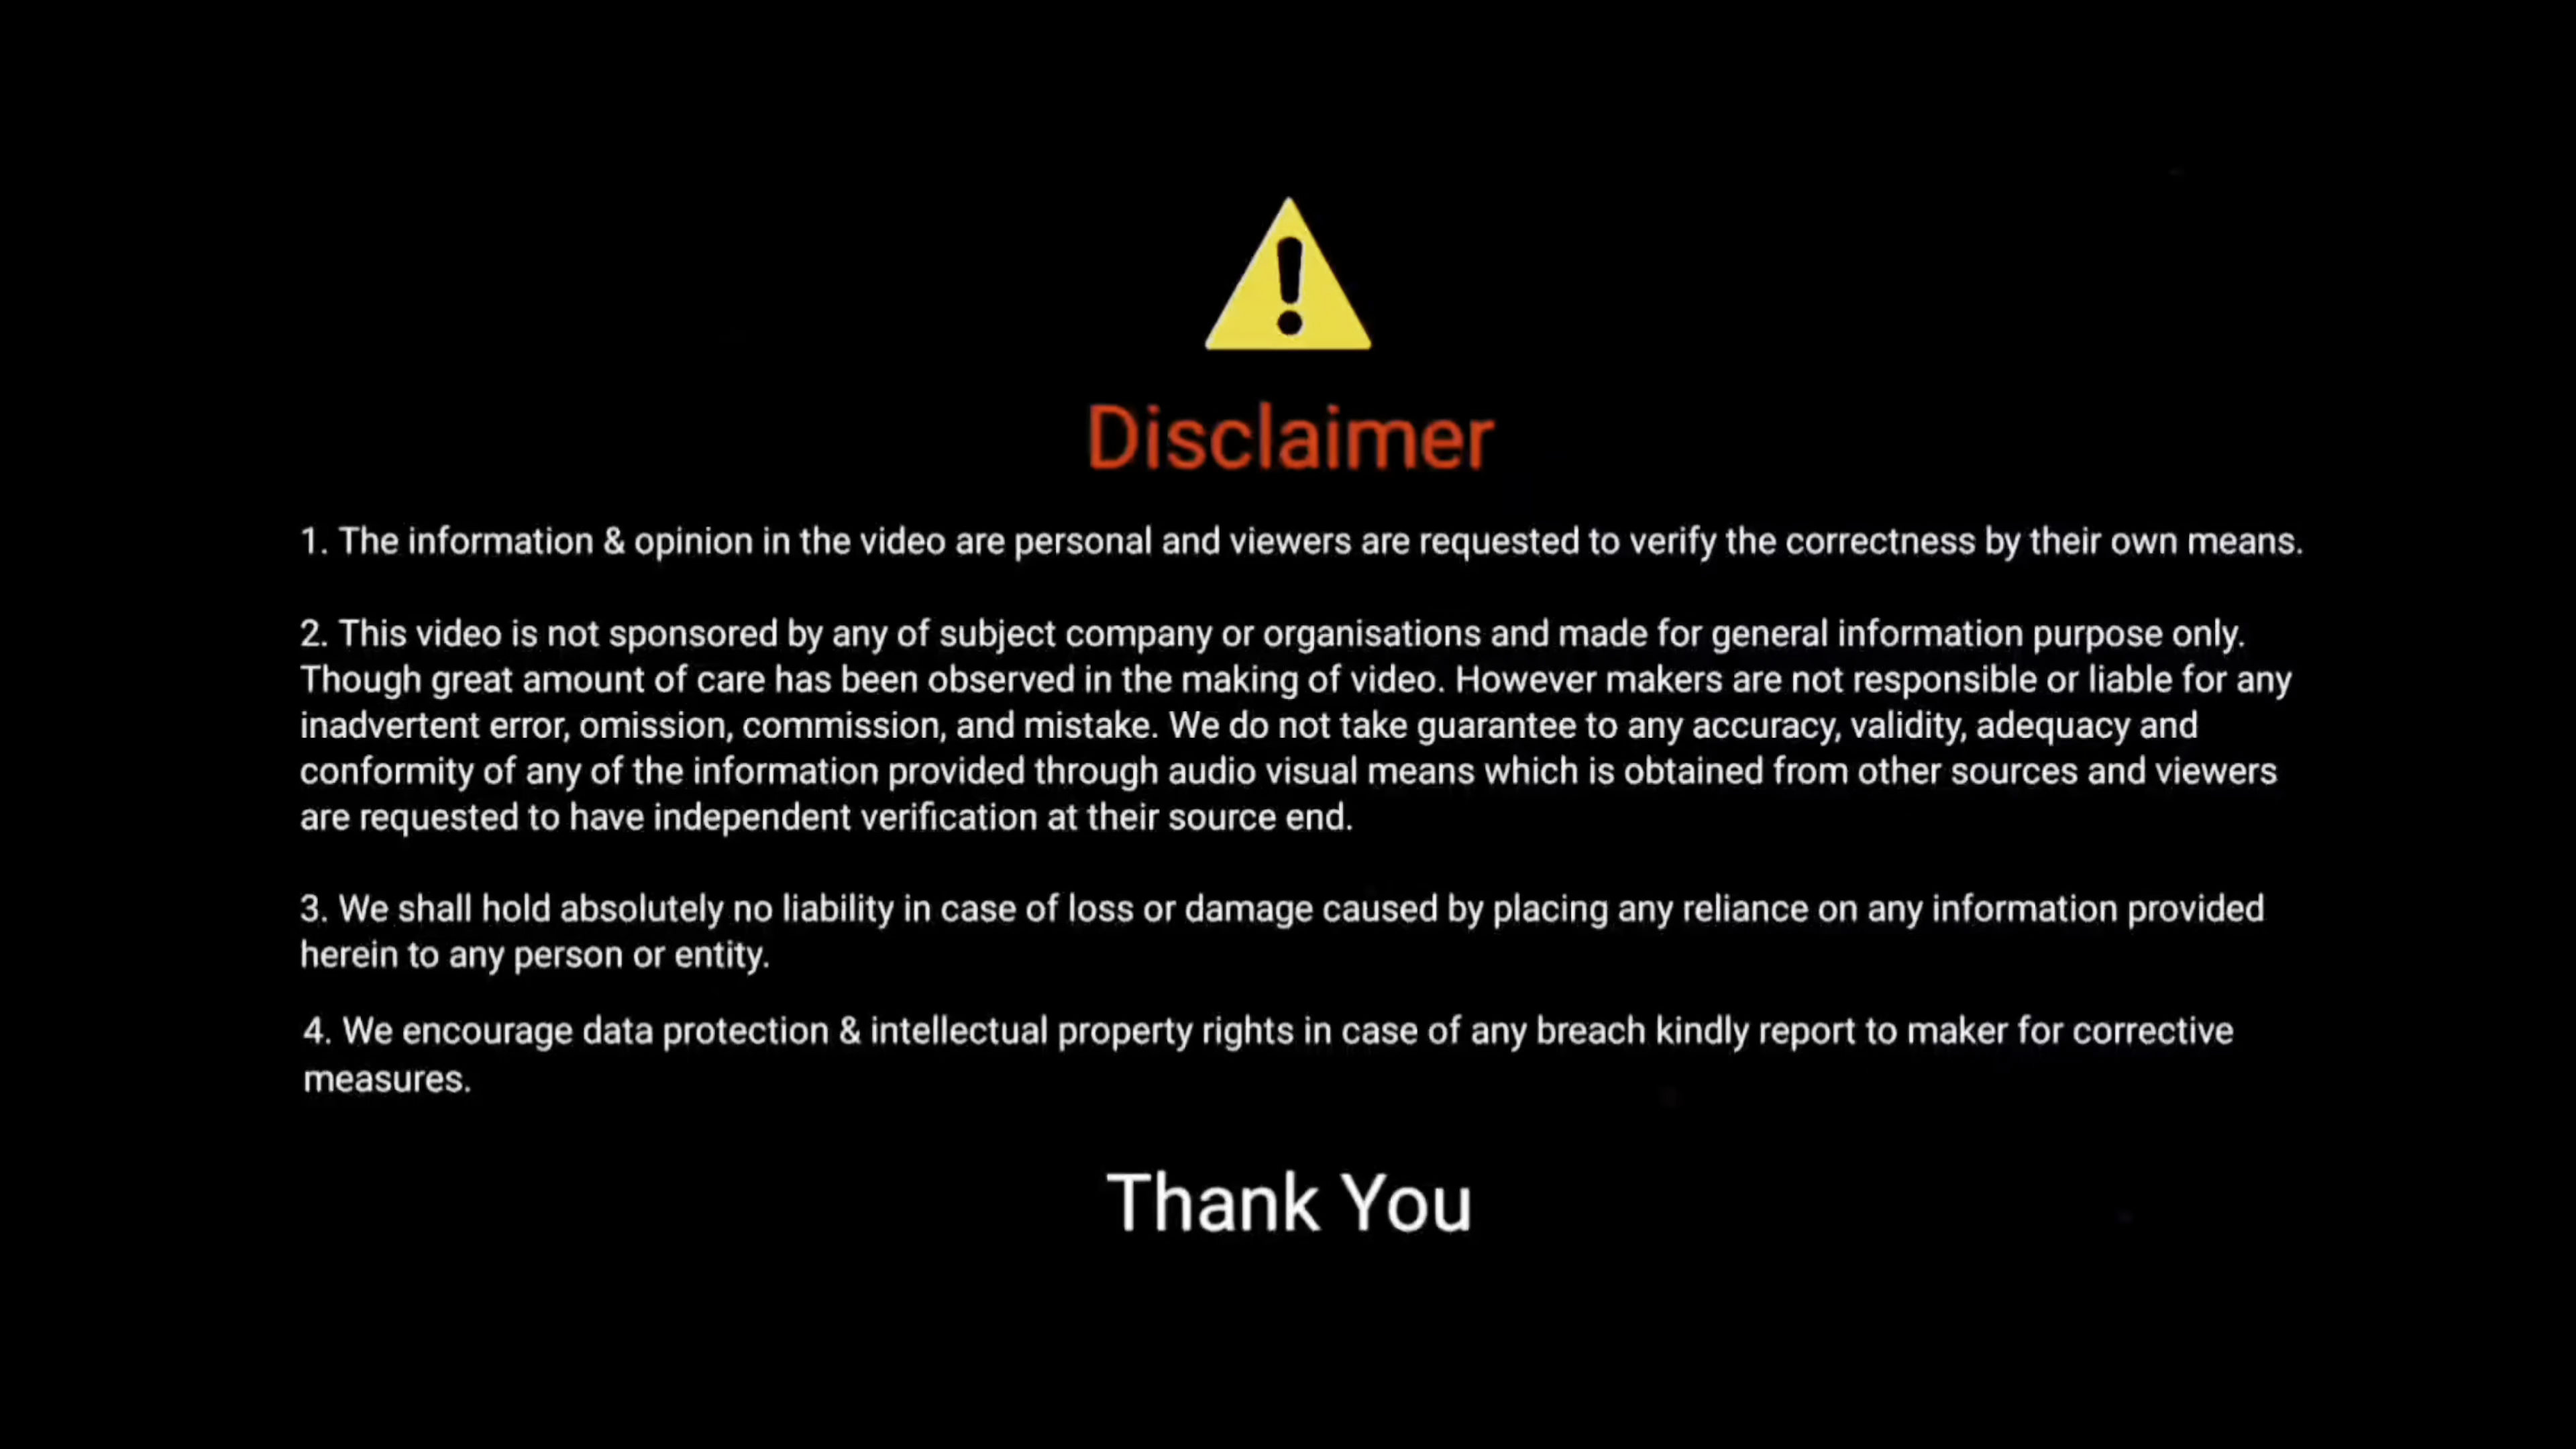 Disclaimer
1. The information & opinion in the video are personal and viewers are requested to verify the correctness by their own means.
2. This video is not sponsored by any of subject company or organisations and made for general information purpose only.
Though great amount of care has been observed in the making of video. However makers are not responsible or liable for any
inadvertent error, omission, commission, and mistake. We do not take guarantee to any accuracy, validity, adequacy and
conformity of any of the information provided through audio visual means which is obtained from other sources and viewers
are requested to have independent verification at their source end.
3. We shall hold absolutely no liability in case of loss or damage caused by placing any reliance on any information provided
herein to any person or entity.
4. We encourage data protection & intellectual property rights in case of any breach kindly report to maker for corrective
measures.
Thank You